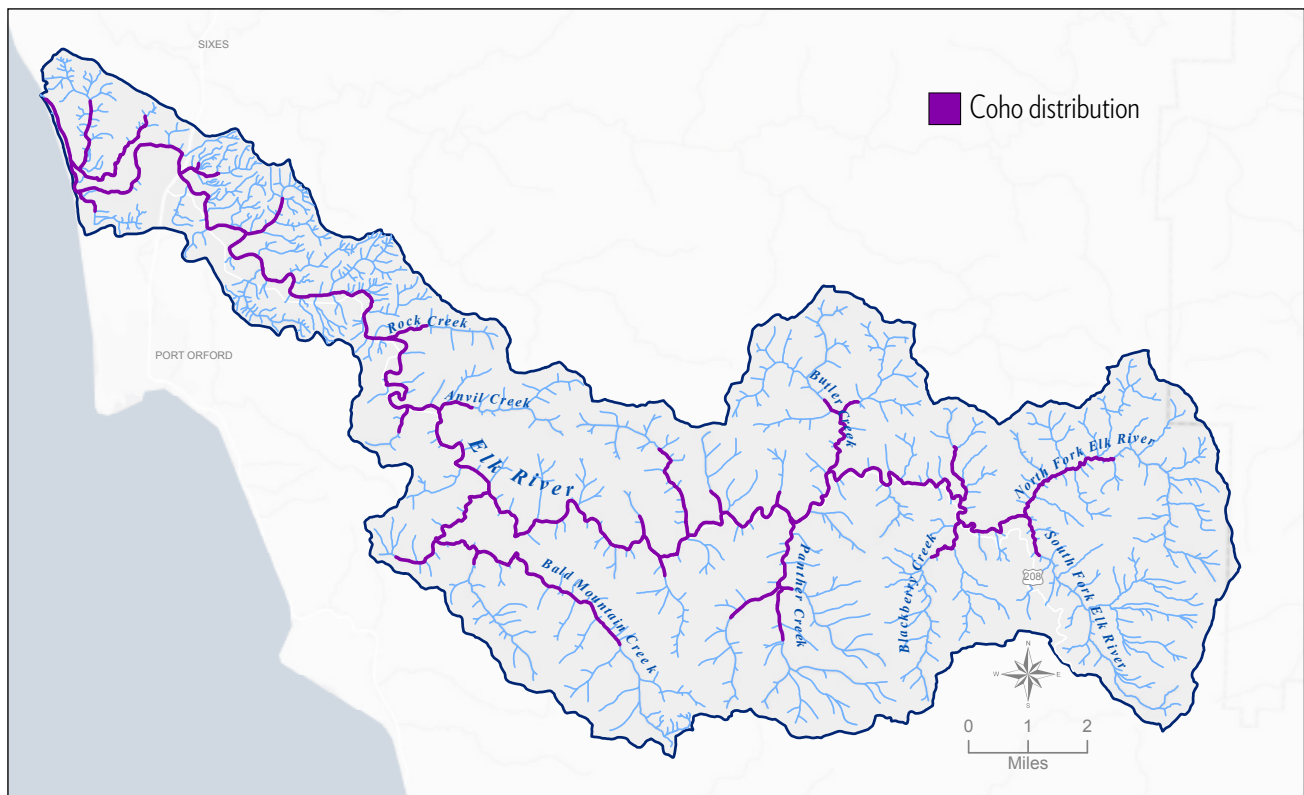 SIXES
Coho distribution
Rock Creek
PORT ORFORD
Anvil Creek
Butler Creek
Elk River
North Fork Elk River
Bald Mountain Creek
Panther Creek
Blackberry Creek
South Fork Elk River
208
N
W
E
S
0 1 2
Miles